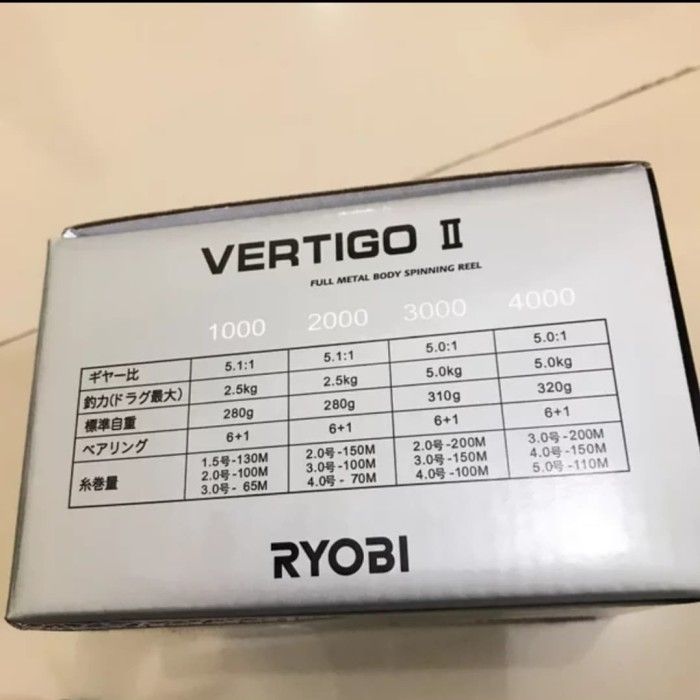 VERTIGO II
FULL METAL BODY SPINNING REEL
1000 2000 3000 4000
ギヤー比 5.1:1 5.1:1 5.0:1 5.0:1
釣力(ドラグ最大) 2.5kg 2.5kg 5.0kg 5.0kg
標準自重 280g 280g 310g 320g
ベアリング 6+1 6+1 6+1 6+1
糸巻量 1.5号-130M 2.0号-150M 2.0号-200M 3.0号-200M
2.0号-100M 3.0号-100M 3.0号-150M 4.0号-150M
3.0号- 65M 4.0号- 70M 4.0号-100M 5.0号-110M
RYOBI